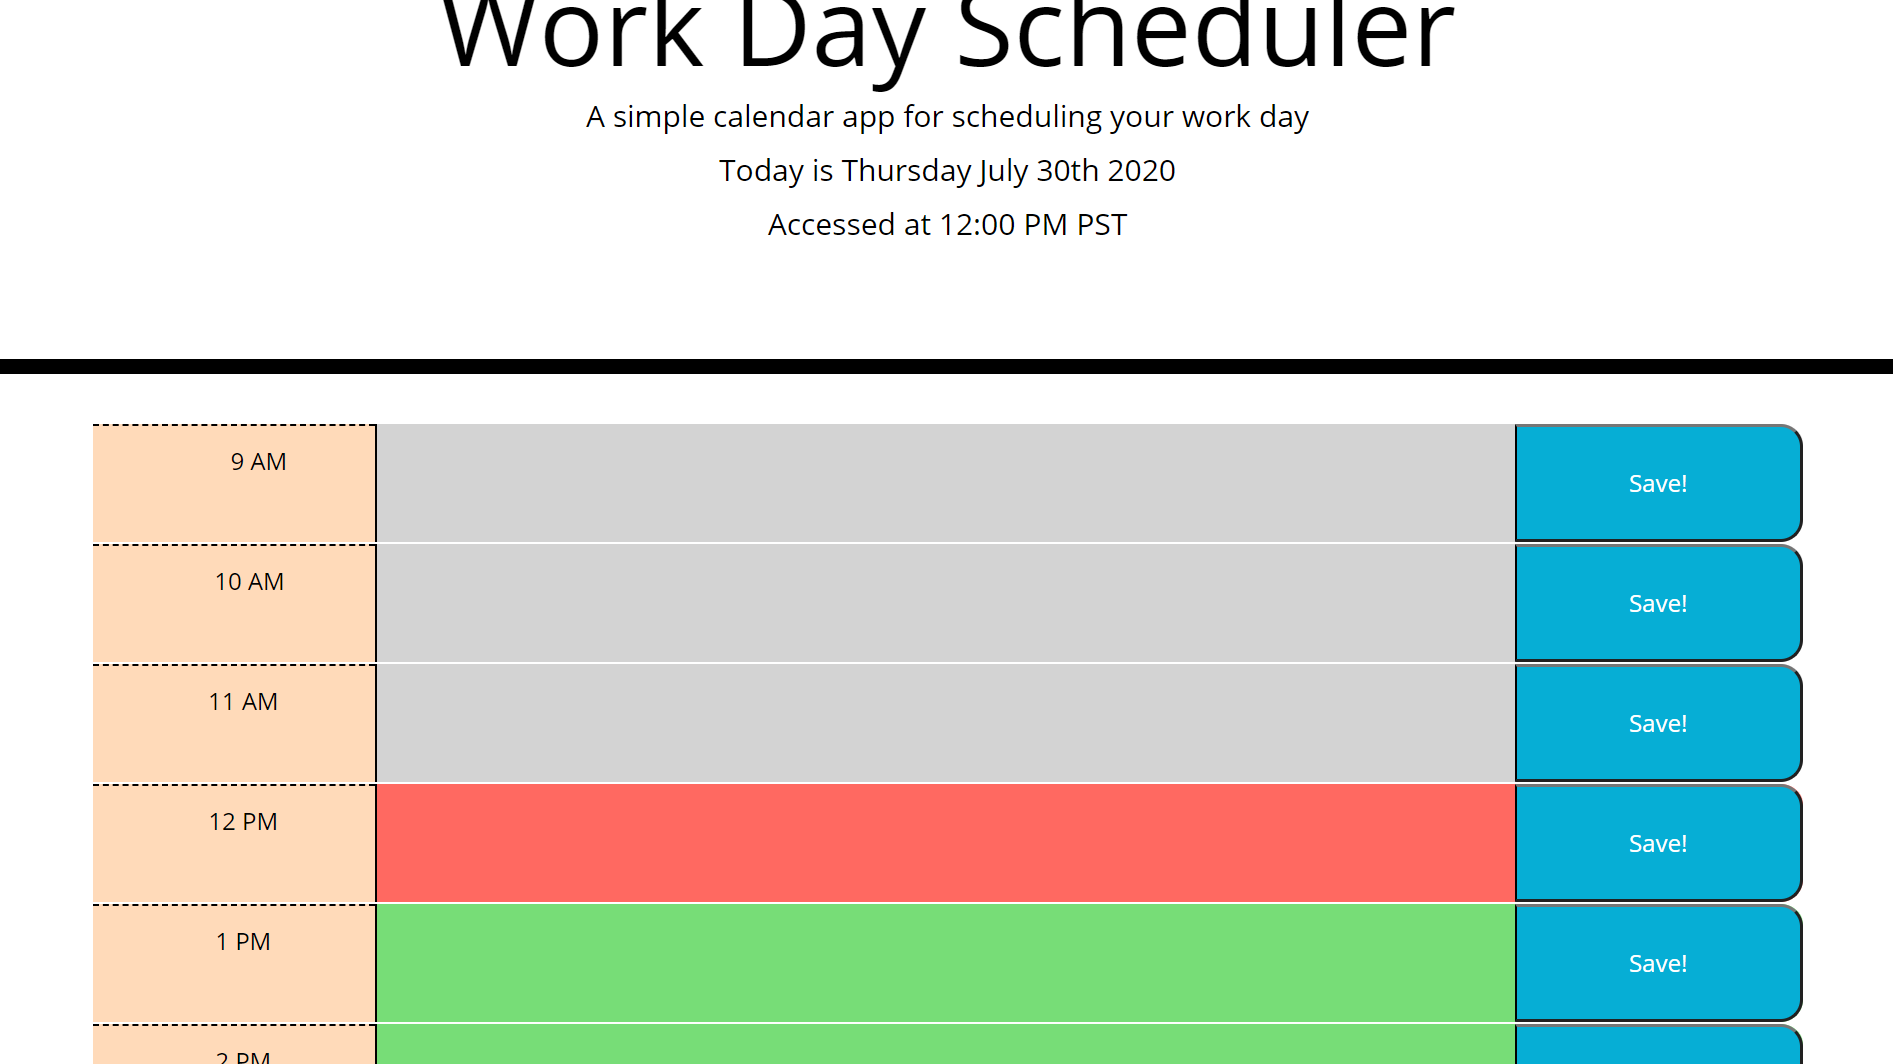 Work Day Scheduler
A simple calendar app for scheduling your work day
Today is Thursday July 30th 2020
Accessed at 12:00 PM PST
9 AM
Save!
10 AM
Save!
11 AM
Save!
12 PM
Save!
1 PM
Save!
2 PM